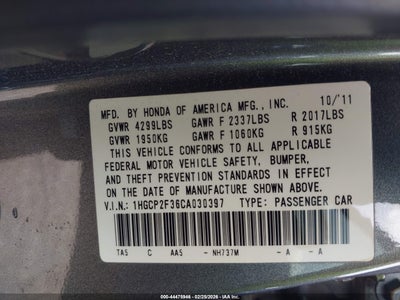 MFD. BY HONDA OF AMERICA MFG., INC. 10/'11
GVWR 4299LBS GAWR F 2337LBS R 2017LBS
GVWR 1950KG GAWR F 1060KG R 915KG
THIS VEHICLE CONFORMS TO ALL APPLICABLE
FEDERAL MOTOR VEHICLE SAFETY, BUMPER,
AND THEFT PREVENTION STANDARDS IN EFFECT
ON THE DATE OF MANUFACTURE SHOWN ABOVE.
V.I.N.: 1HGCP2F36CA030397 TYPE: PASSENGER CAR
TA5 C AA5 - NH737M - A - A
000-44475948 - 02/25/2026 - IAAI.COM